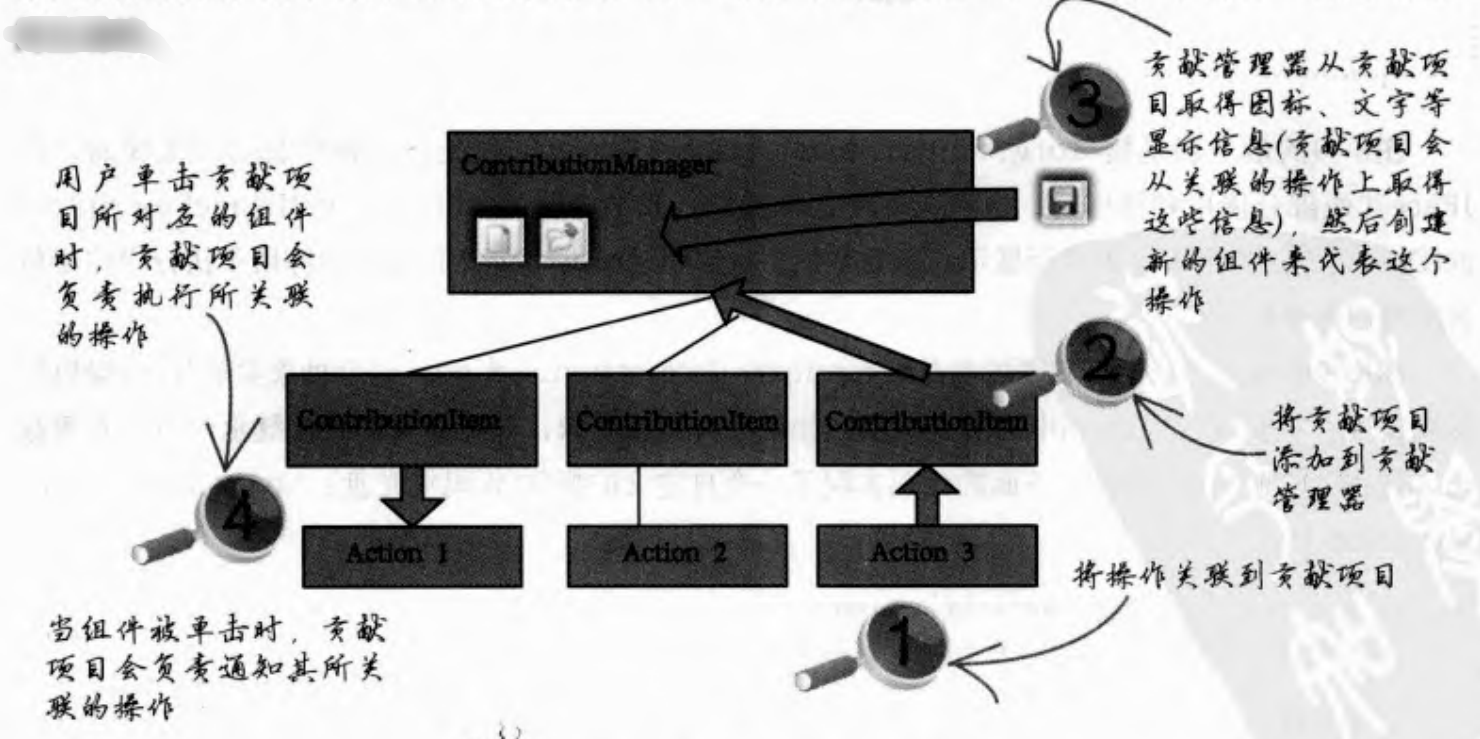 贡献管理器从贡献项
目取得图标、文字等
显示信息(贡献项目会
从关联的操作上取得
这些信息)，然后创建
新的组件来代表这个
操作
3
ContributionManager
用户单击贡献项
目所对应的组件
时，贡献项目会
负责执行所关联
的操作
2
ContributionItem
ContributionItem
ContributionItem
将贡献项目
添加到贡献
管理器
4
Action 1
Action 2
Action 3
将操作关联到贡献项目
1
当组件被单击时，贡献
项目会负责通知其所关
联的操作